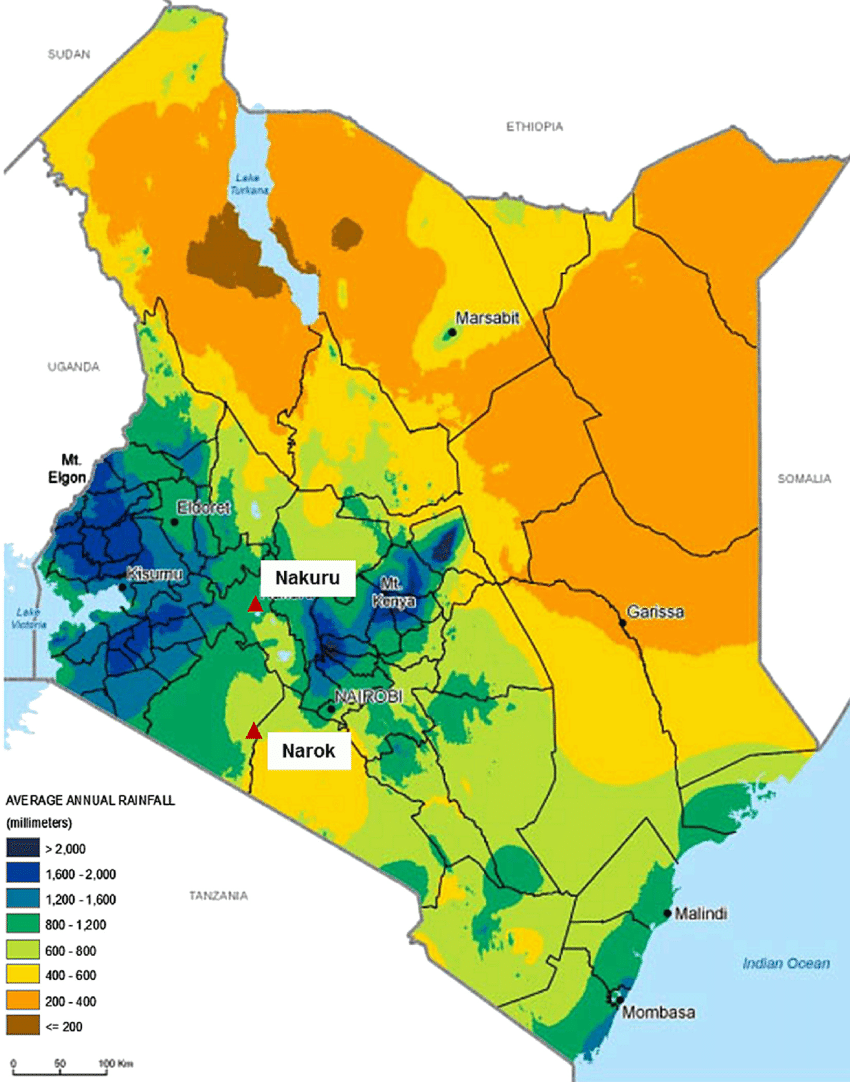 SUDAN
ETHIOPIA
Lake
Turkana
Marsabit
UGANDA
Mt.
Elgon
SOMALIA
Eldoret
Kisumu
Nakuru
Mt.
Kenya
Lake
Victoria
Garissa
NAIROBI
Narok
AVERAGE ANNUAL RAINFALL
(millimeters)
> 2,000
1,600 - 2,000
1,200 - 1,600
800 - 1,200
600 - 800
400 - 600
200 - 400
<= 200
TANZANIA
Malindi
Indian Ocean
Mombasa
0 50 100 Km